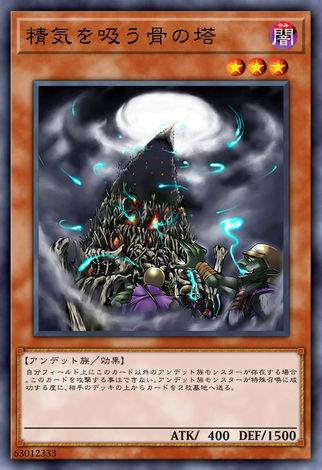 精気を吸う骨の塔
やみ
闇
【アンデット族／効果】
自分フィールド上にこのカード以外のアンデット族モンスターが存在する場合
、このカードを攻撃する事はできない。アンデット族モンスターが特殊召喚に成
功する度に、相手のデッキの上からカードを２枚墓地へ送る。
ATK/ 400 DEF/1500
63012333